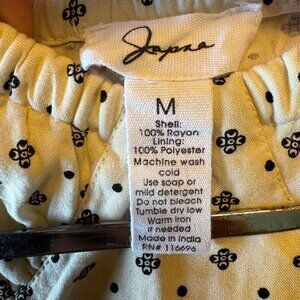 Japna
M
Shell:
100% Rayon
Lining:
100% Polyester
Machine wash
cold
Use soap or
mild detergent
Do not bleach
Tumble dry low
Warm iron
if needed
Made in India
RN# 116696